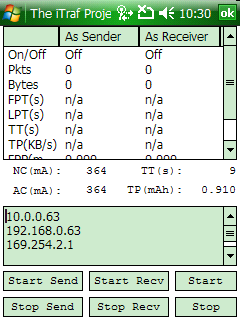 The iTraf Proje 10:30 ok
As Sender As Receiver
On/Off Off Off
Pkts 0 0
Bytes 0 0
FPT(s) n/a n/a
LPT(s) n/a n/a
TT(s) n/a n/a
TP(KB/s) n/a n/a
NC(mA): 364 TT(s): 9
AC(mA): 364 TP(mAh): 0.910
10.0.0.63
192.168.0.63
169.254.2.1
Start Send Start Recv Start
Stop Send Stop Recv Stop